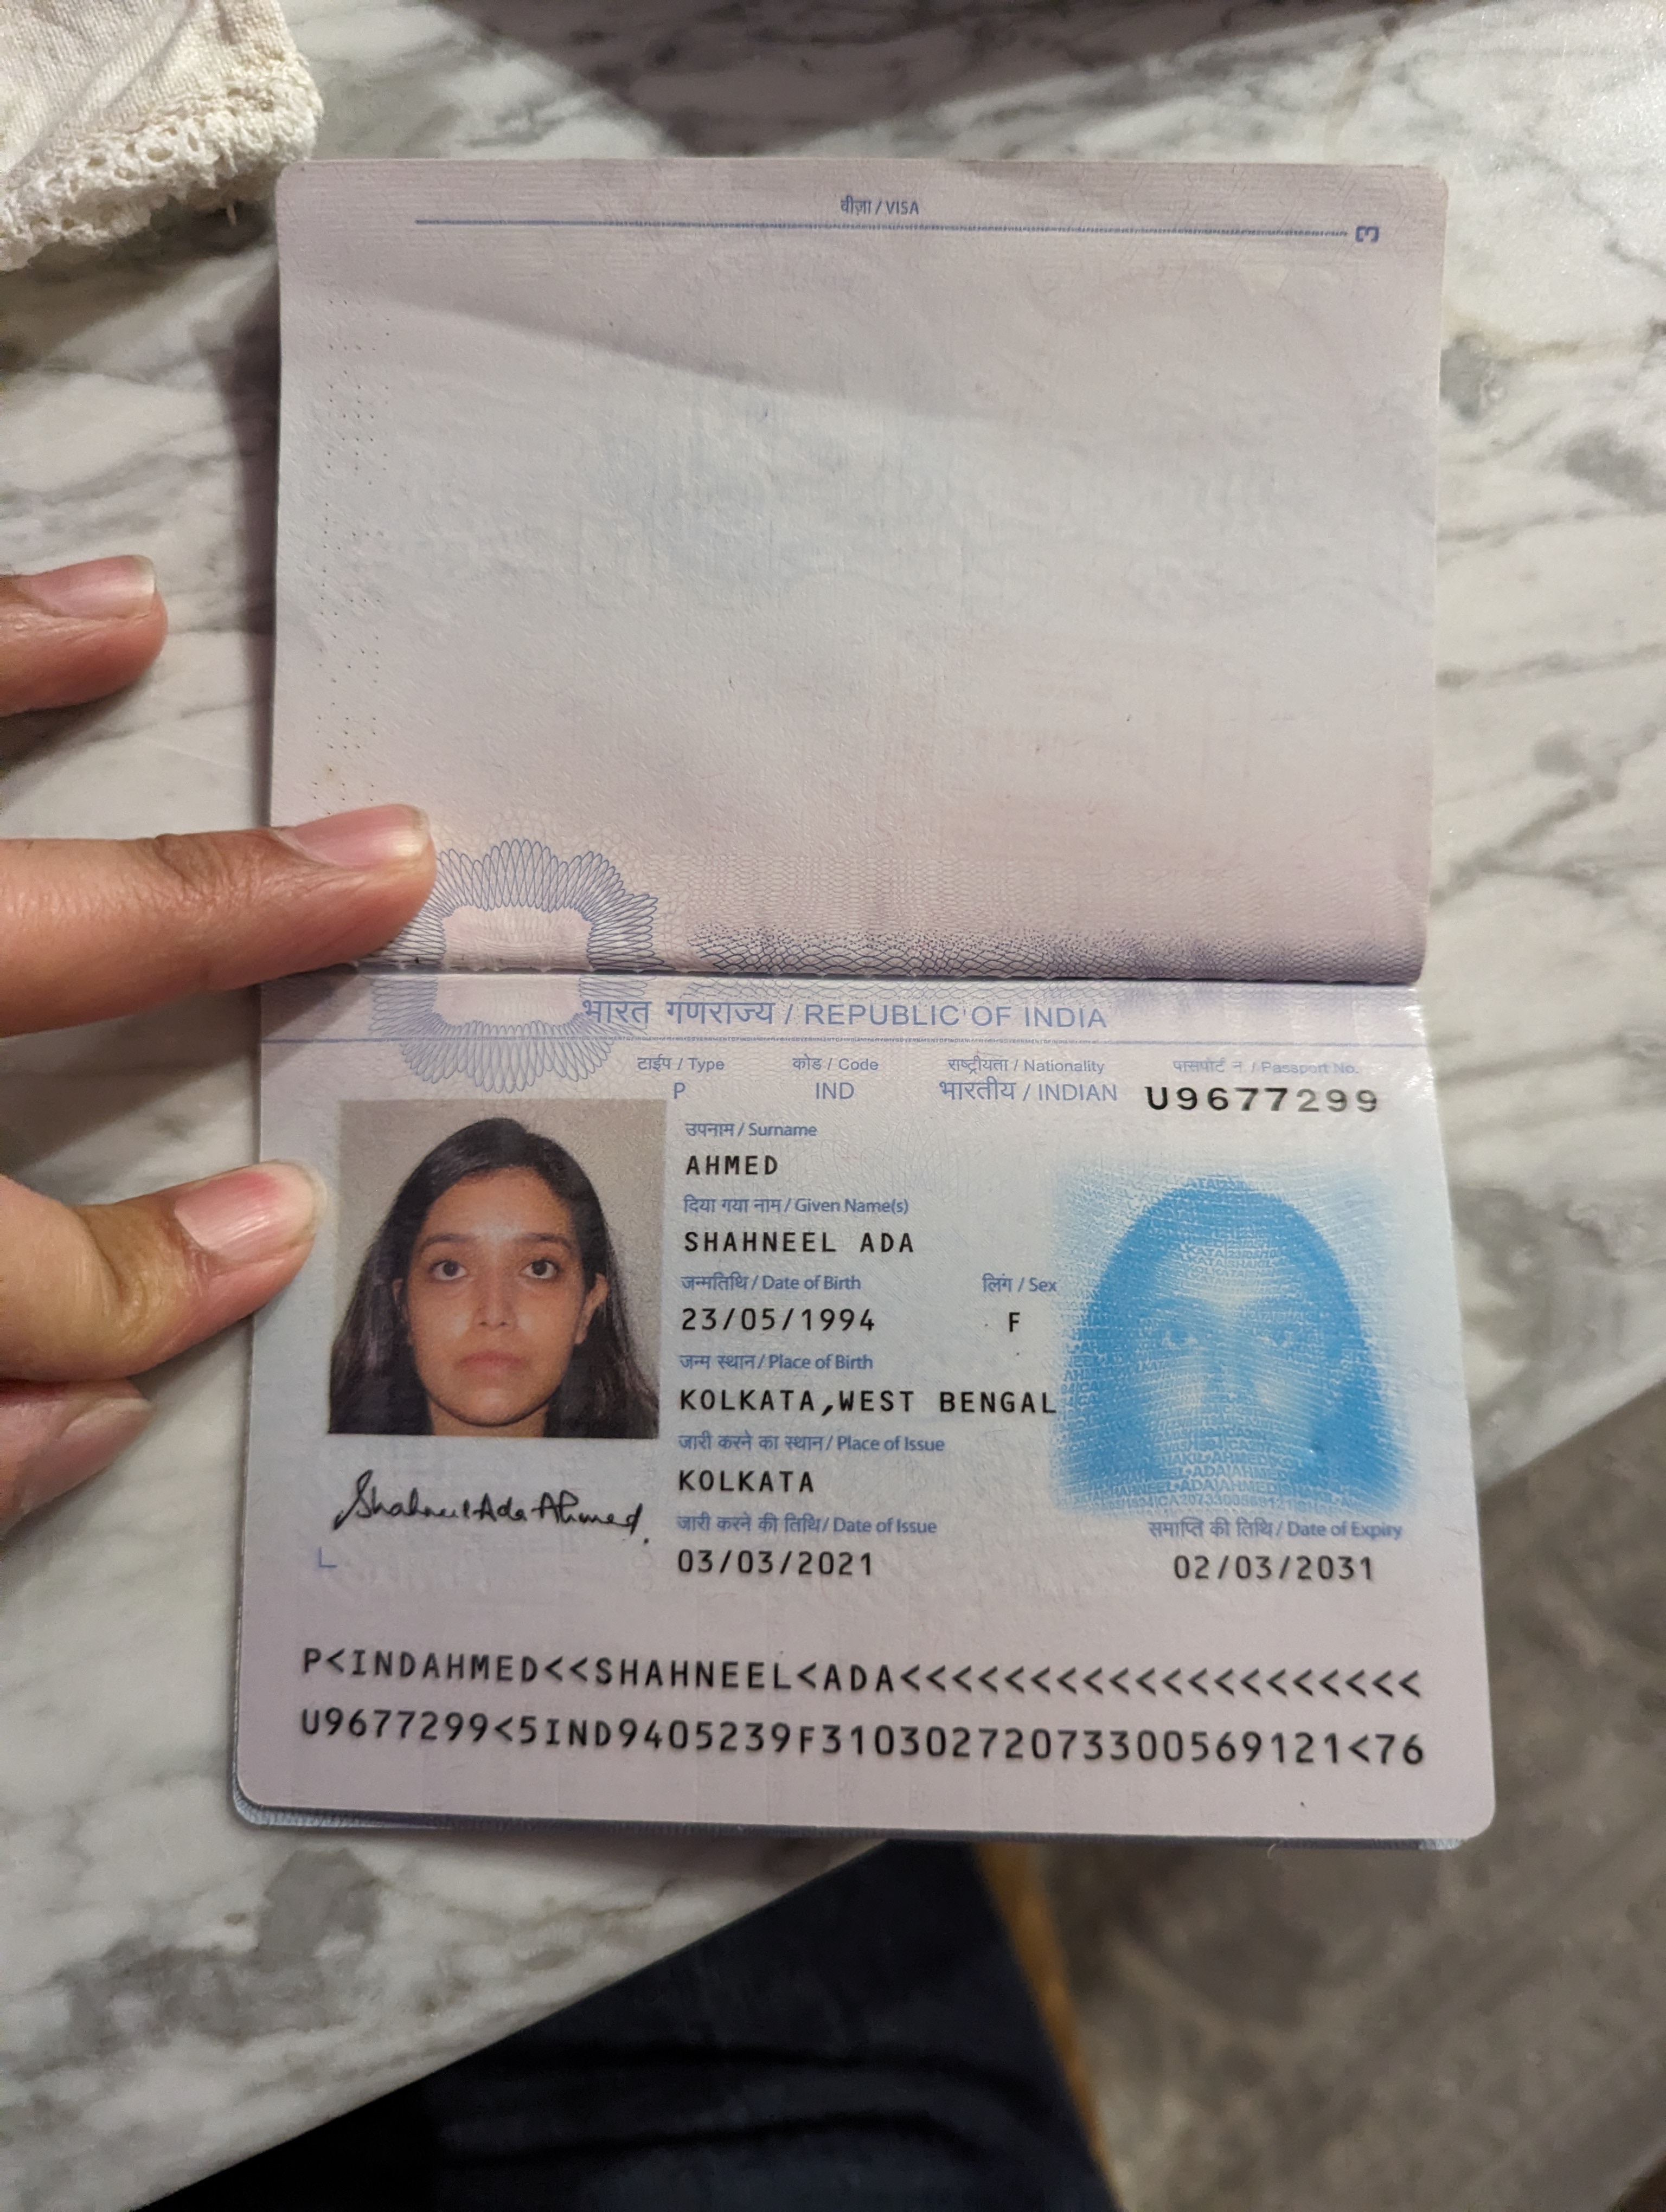 वीज़ा / VISA
3
भारत गणराज्य / REPUBLIC OF INDIA
टाईप / Type कोड / Code राष्ट्रीयता / Nationality पासपोर्ट न. / Passport No.
P IND भारतीय / INDIAN U9677299
उपनाम / Surname
AHMED
दिया गया नाम / Given Name(s)
SHAHNEEL ADA
जन्मतिथि / Date of Birth लिंग / Sex
23/05/1994 F
जन्म स्थान / Place of Birth
KOLKATA,WEST BENGAL
जारी करने का स्थान / Place of Issue
KOLKATA
Shahneel Ada Ahmed.
जारी करने की तिथि / Date of Issue समाप्ति की तिथि / Date of Expiry
03/03/2021 02/03/2031
P<INDAHMED<<SHAHNEEL<ADA<<<<<<<<<<<<<<<<<<<<
U9677299<5IND9405239F31030272073300569121<76